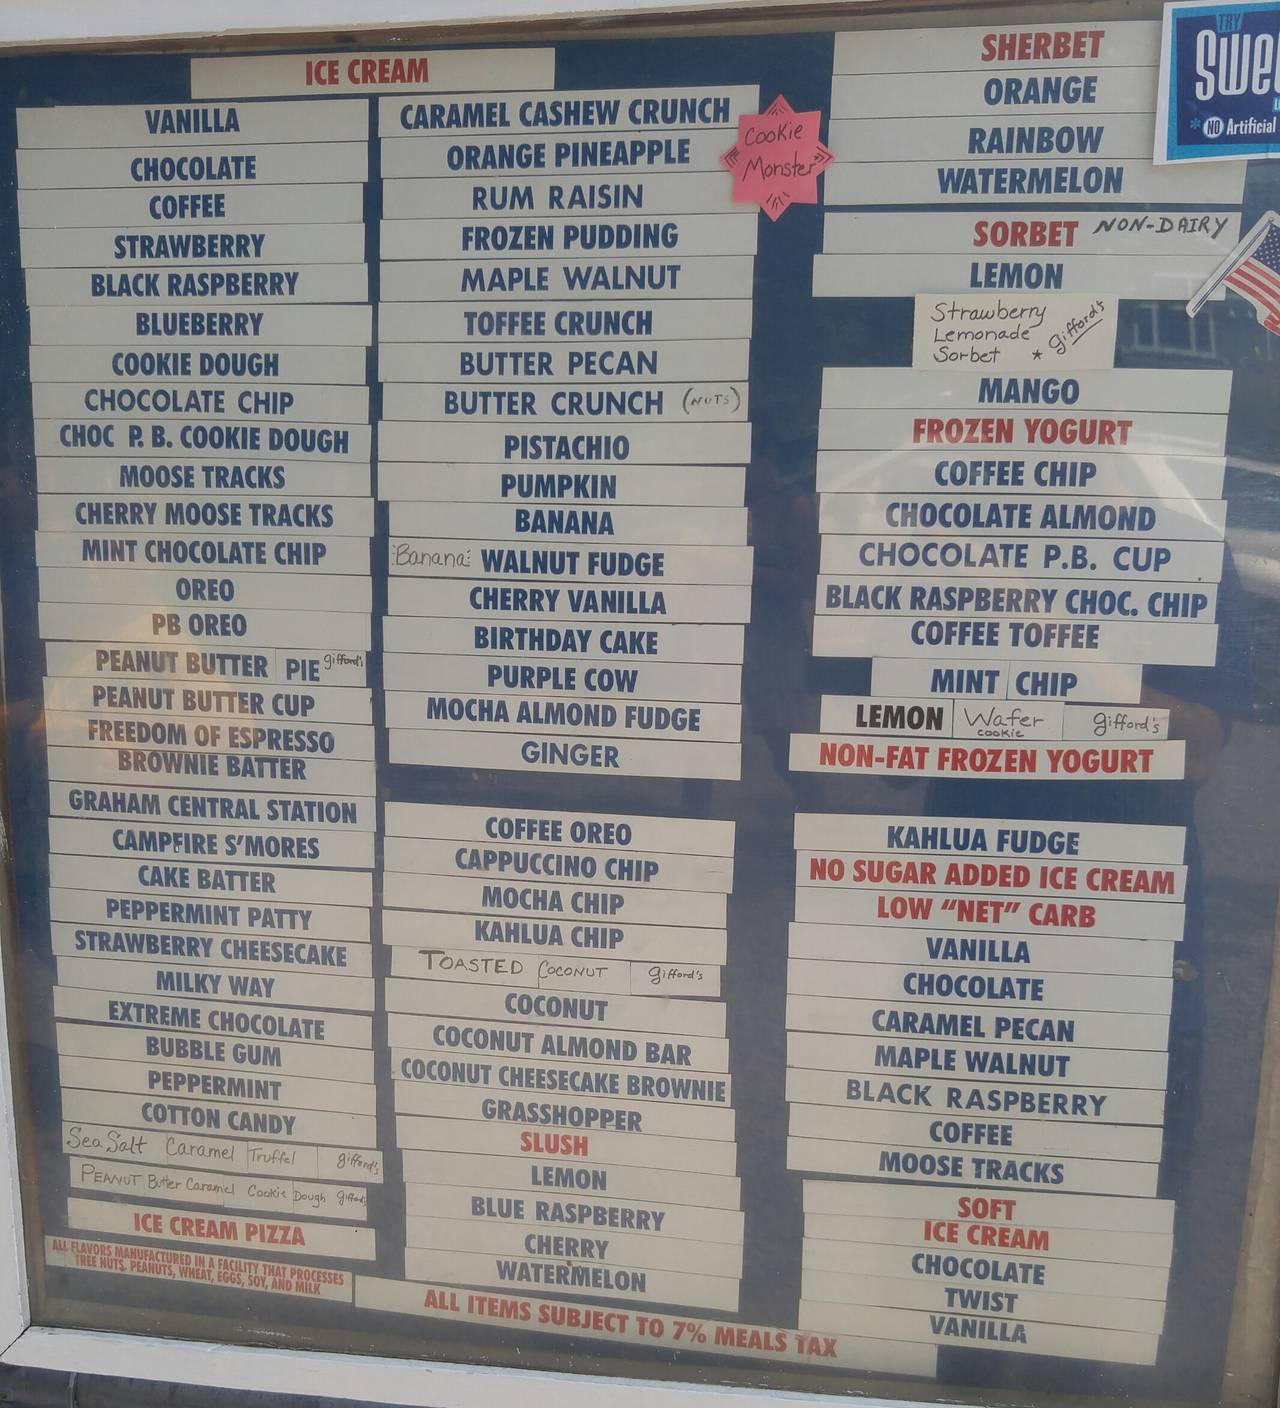 ICE CREAM
VANILLA
CHOCOLATE
COFFEE
STRAWBERRY
BLACK RASPBERRY
BLUEBERRY
COOKIE DOUGH
CHOCOLATE CHIP
CHOC P.B. COOKIE DOUGH
MOOSE TRACKS
CHERRY MOOSE TRACKS
MINT CHOCOLATE CHIP
OREO
PB OREO
PEANUT BUTTER PIE gifford's
PEANUT BUTTER CUP
FREEDOM OF ESPRESSO
BROWNIE BATTER
GRAHAM CENTRAL STATION
CAMPFIRE S'MORES
CAKE BATTER
PEPPERMINT PATTY
STRAWBERRY CHEESECAKE
MILKY WAY
EXTREME CHOCOLATE
BUBBLE GUM
PEPPERMINT
COTTON CANDY
Sea Salt Caramel Truffel gifford's
PEANUT Butter Caramel Cookie Dough gifford's
ICE CREAM PIZZA
ALL FLAVORS MANUFACTURED IN A FACILITY THAT PROCESSES
TREE NUTS, PEANUTS, WHEAT, EGGS, SOY, AND MILK
CARAMEL CASHEW CRUNCH
ORANGE PINEAPPLE
RUM RAISIN
FROZEN PUDDING
MAPLE WALNUT
TOFFEE CRUNCH
BUTTER PECAN
BUTTER CRUNCH (NUTS)
PISTACHIO
PUMPKIN
BANANA
Banana WALNUT FUDGE
CHERRY VANILLA
BIRTHDAY CAKE
PURPLE COW
MOCHA ALMOND FUDGE
GINGER
COFFEE OREO
CAPPUCCINO CHIP
MOCHA CHIP
KAHLUA CHIP
TOASTED COCONUT gifford's
COCONUT
COCONUT ALMOND BAR
COCONUT CHEESECAKE BROWNIE
GRASSHOPPER
SLUSH
LEMON
BLUE RASPBERRY
CHERRY
WATERMELON
ALL ITEMS SUBJECT TO 7% MEALS TAX
Cookie
Monster
SHERBET
ORANGE
RAINBOW
WATERMELON
SORBET NON-DAIRY
LEMON
Strawberry
Lemonade
Sorbet * gifford's
MANGO
FROZEN YOGURT
COFFEE CHIP
CHOCOLATE ALMOND
CHOCOLATE P.B. CUP
BLACK RASPBERRY CHOC. CHIP
COFFEE TOFFEE
MINT CHIP
LEMON Wafer cookie gifford's
NON-FAT FROZEN YOGURT
KAHLUA FUDGE
NO SUGAR ADDED ICE CREAM
LOW "NET" CARB
VANILLA
CHOCOLATE
CARAMEL PECAN
MAPLE WALNUT
BLACK RASPBERRY
COFFEE
MOOSE TRACKS
SOFT
ICE CREAM
CHOCOLATE
TWIST
VANILLA
TRY
Swe
* NO Artificial